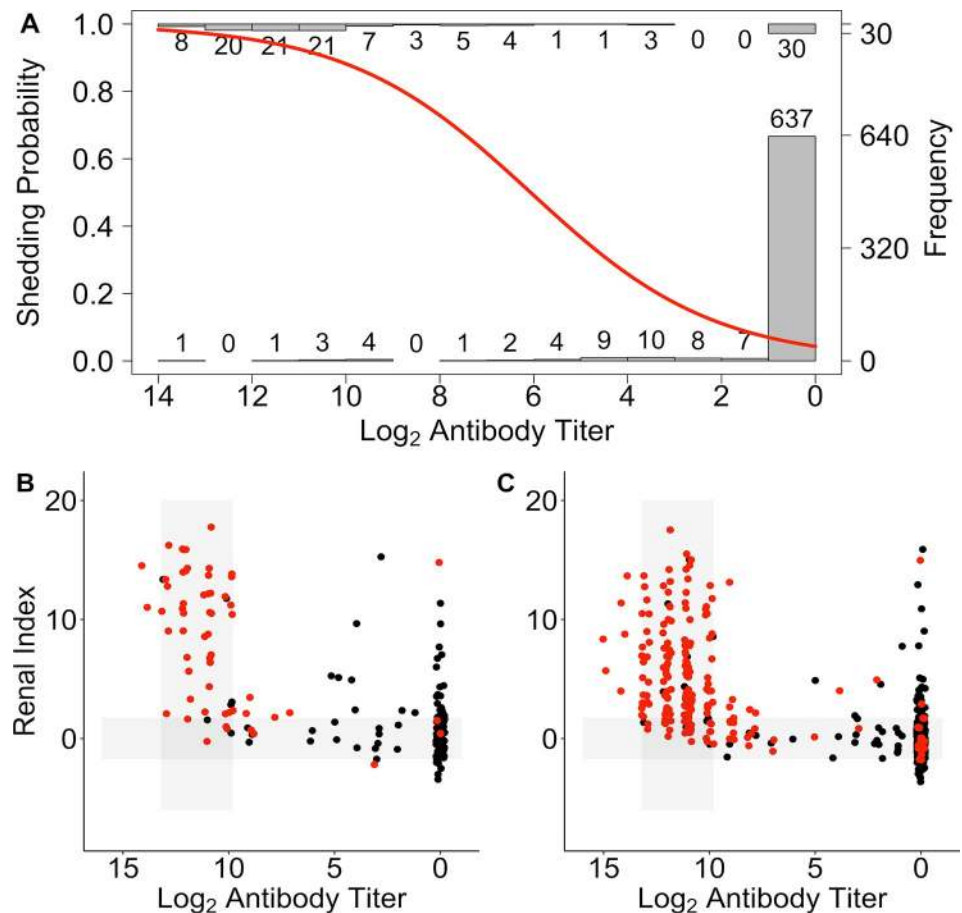 A
1.0
0.8
0.6
0.4
0.2
0.0
Shedding Probability
8 20 21 21 7 3 5 4 1 1 3 0 0 30
637
1 0 1 3 4 0 1 2 4 9 10 8 7
30
640
320
0
Frequency
14 12 10 8 6 4 2 0
Log2 Antibody Titer
B
20
10
0
Renal Index
15 10 5 0
Log2 Antibody Titer
C
20
10
0
15 10 5 0
Log2 Antibody Titer